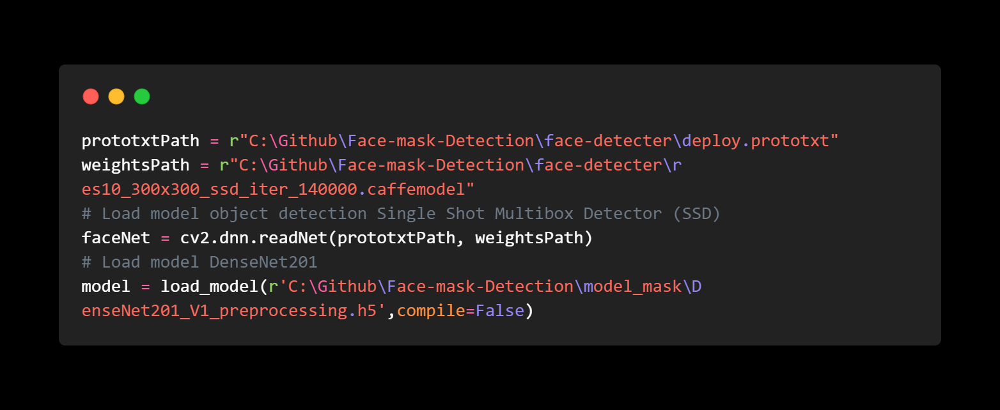 prototxtPath = r"C:\Github\Face-mask-Detection\face-detecter\deploy.prototxt"
weightsPath = r"C:\Github\Face-mask-Detection\face-detecter\r
es10_300x300_ssd_iter_140000.caffemodel"
# Load model object detection Single Shot Multibox Detector (SSD)
faceNet = cv2.dnn.readNet(prototxtPath, weightsPath)
# Load model DenseNet201
model = load_model(r'C:\Github\Face-mask-Detection\model_mask\D
enseNet201_V1_preprocessing.h5',compile=False)